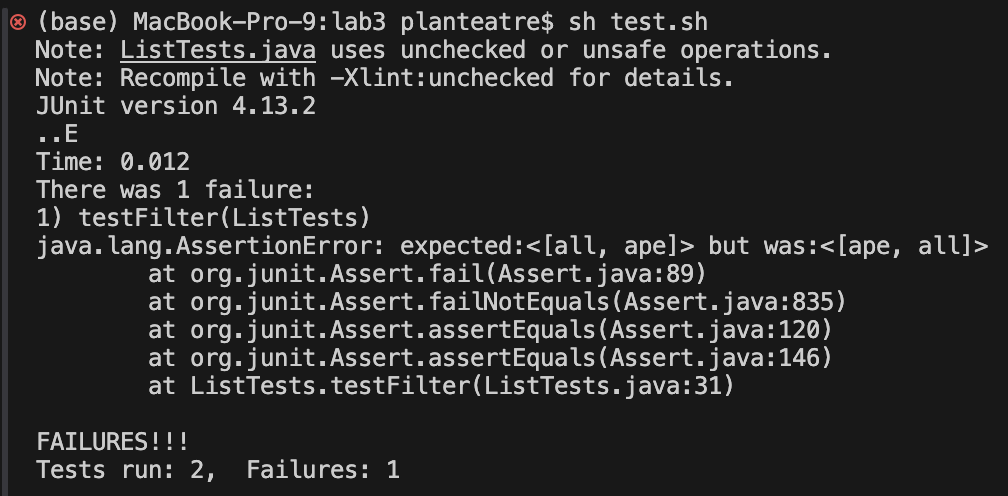 (base) MacBook-Pro-9:lab3 planteatre$ sh test.sh
Note: ListTests.java uses unchecked or unsafe operations.
Note: Recompile with -Xlint:unchecked for details.
JUnit version 4.13.2
..E
Time: 0.012
There was 1 failure:
1) testFilter(ListTests)
java.lang.AssertionError: expected:<[all, ape]> but was:<[ape, all]>
        at org.junit.Assert.fail(Assert.java:89)
        at org.junit.Assert.failNotEquals(Assert.java:835)
        at org.junit.Assert.assertEquals(Assert.java:120)
        at org.junit.Assert.assertEquals(Assert.java:146)
        at ListTests.testFilter(ListTests.java:31)
FAILURES!!!
Tests run: 2,  Failures: 1